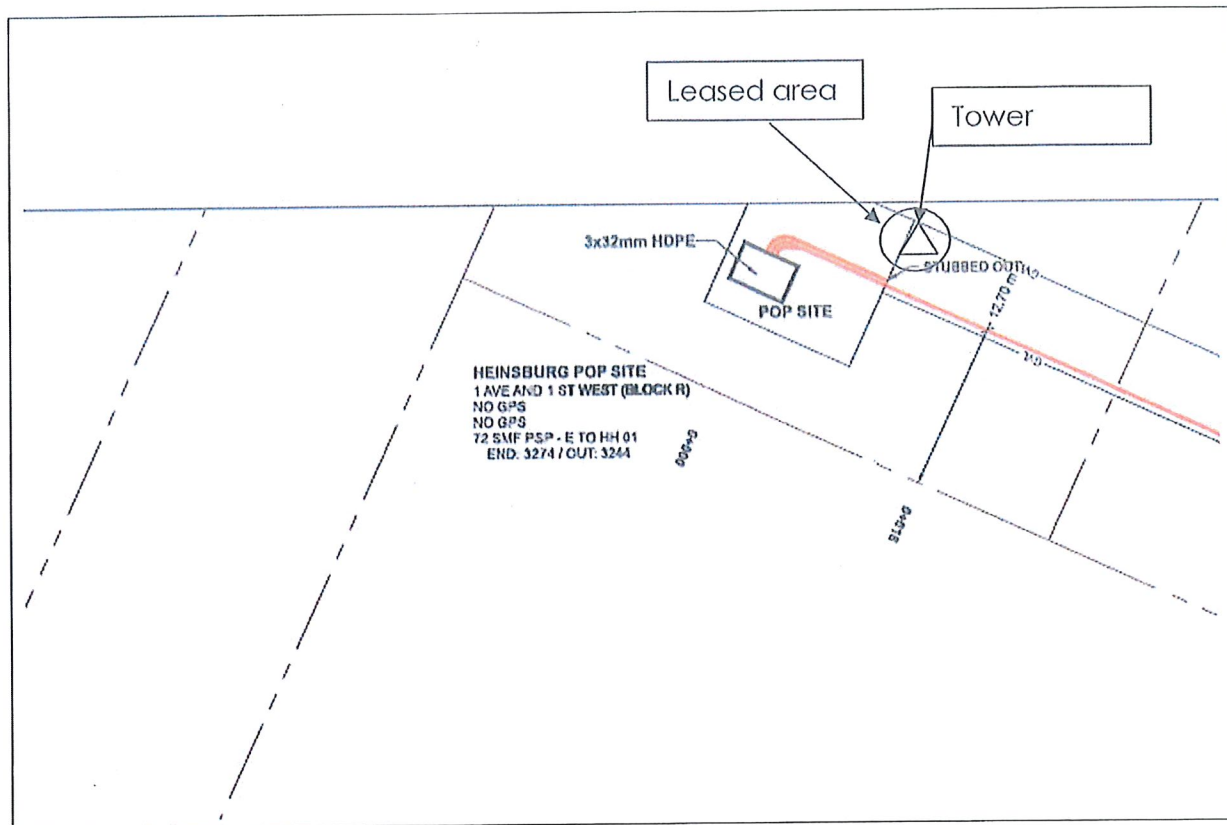 Leased area
Tower
3x32mm HDPE
STUBBED OUT
12.70 m
POP SITE
HEINSBURG POP SITE
1 AVE AND 1 ST WEST (BLOCK R)
NO GPS
NO GPS
72 SMF PSP - E TO HH 01
END: 3274 / OUT: 3244
0+000
0+015